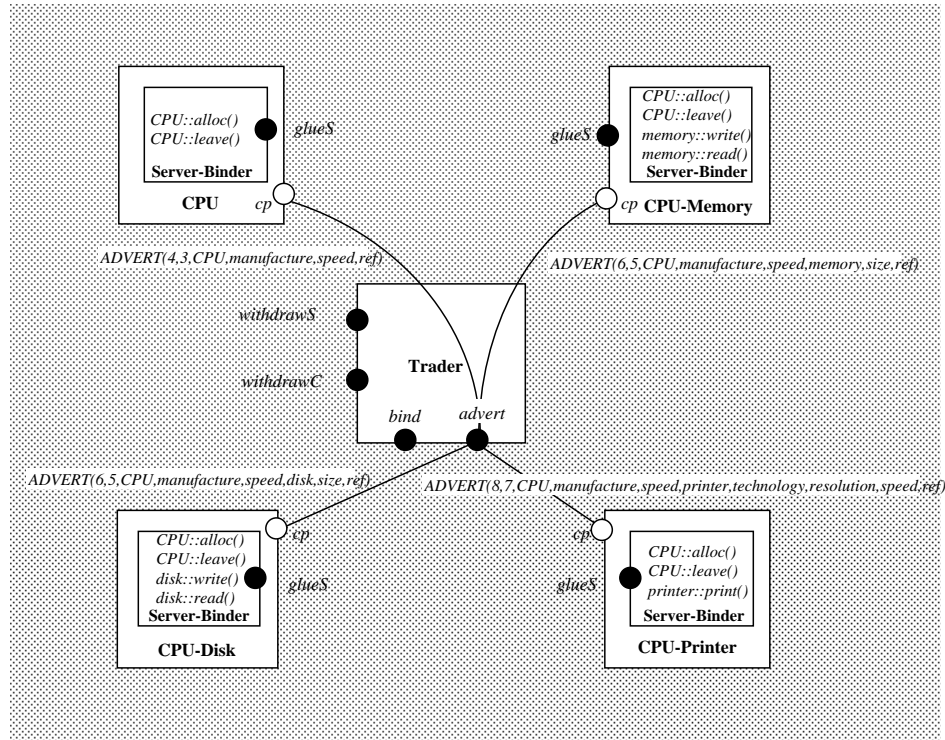 CPU::alloc()
CPU::leave()
Server-Binder
glueS
cp
CPU
CPU::alloc()
CPU::leave()
memory::write()
memory::read()
Server-Binder
glueS
cp
CPU-Memory
ADVERT(4,3,CPU,manufacture,speed,ref)
ADVERT(6,5,CPU,manufacture,speed,memory,size,ref)
withdrawS
Trader
withdrawC
bind
advert
ADVERT(6,5,CPU,manufacture,speed,disk,size,ref)
ADVERT(8,7,CPU,manufacture,speed,printer,technology,resolution,speed,ref)
cp
CPU::alloc()
CPU::leave()
disk::write()
disk::read()
Server-Binder
glueS
CPU-Disk
cp
CPU::alloc()
CPU::leave()
printer::print()
Server-Binder
glueS
CPU-Printer